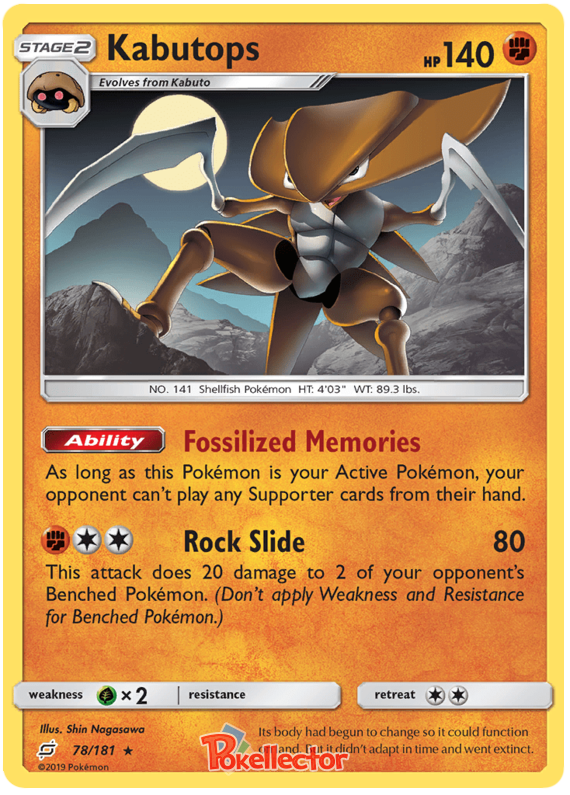 STAGE2 Kabutops HP 140
Evolves from Kabuto
NO. 141 Shellfish Pokémon HT: 4'03" WT: 89.3 lbs.
Ability Fossilized Memories
As long as this Pokémon is your Active Pokémon, your
opponent can't play any Supporter cards from their hand.
Rock Slide 80
This attack does 20 damage to 2 of your opponent's
Benched Pokémon. (Don't apply Weakness and Resistance
for Benched Pokémon.)
weakness ×2 resistance retreat
Illus. Shin Nagasawa
78/181 ★
©2019 Pokémon
Its body had begun to change so it could function
land. But it didn't adapt in time and went extinct.
Pokellector